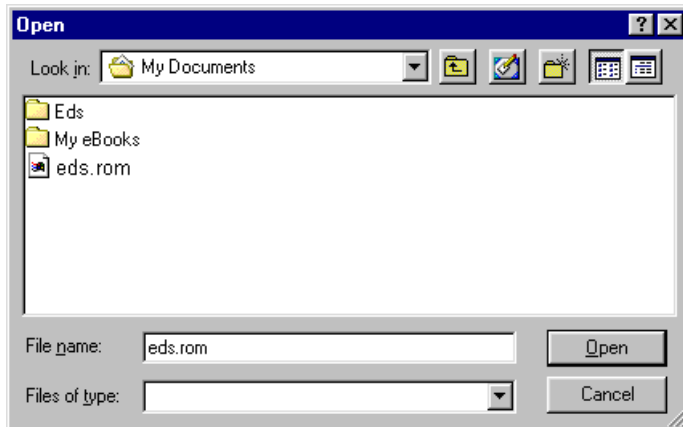 Open
Look in: My Documents
Eds
My eBooks
eds.rom
File name: eds.rom Open
Files of type: Cancel